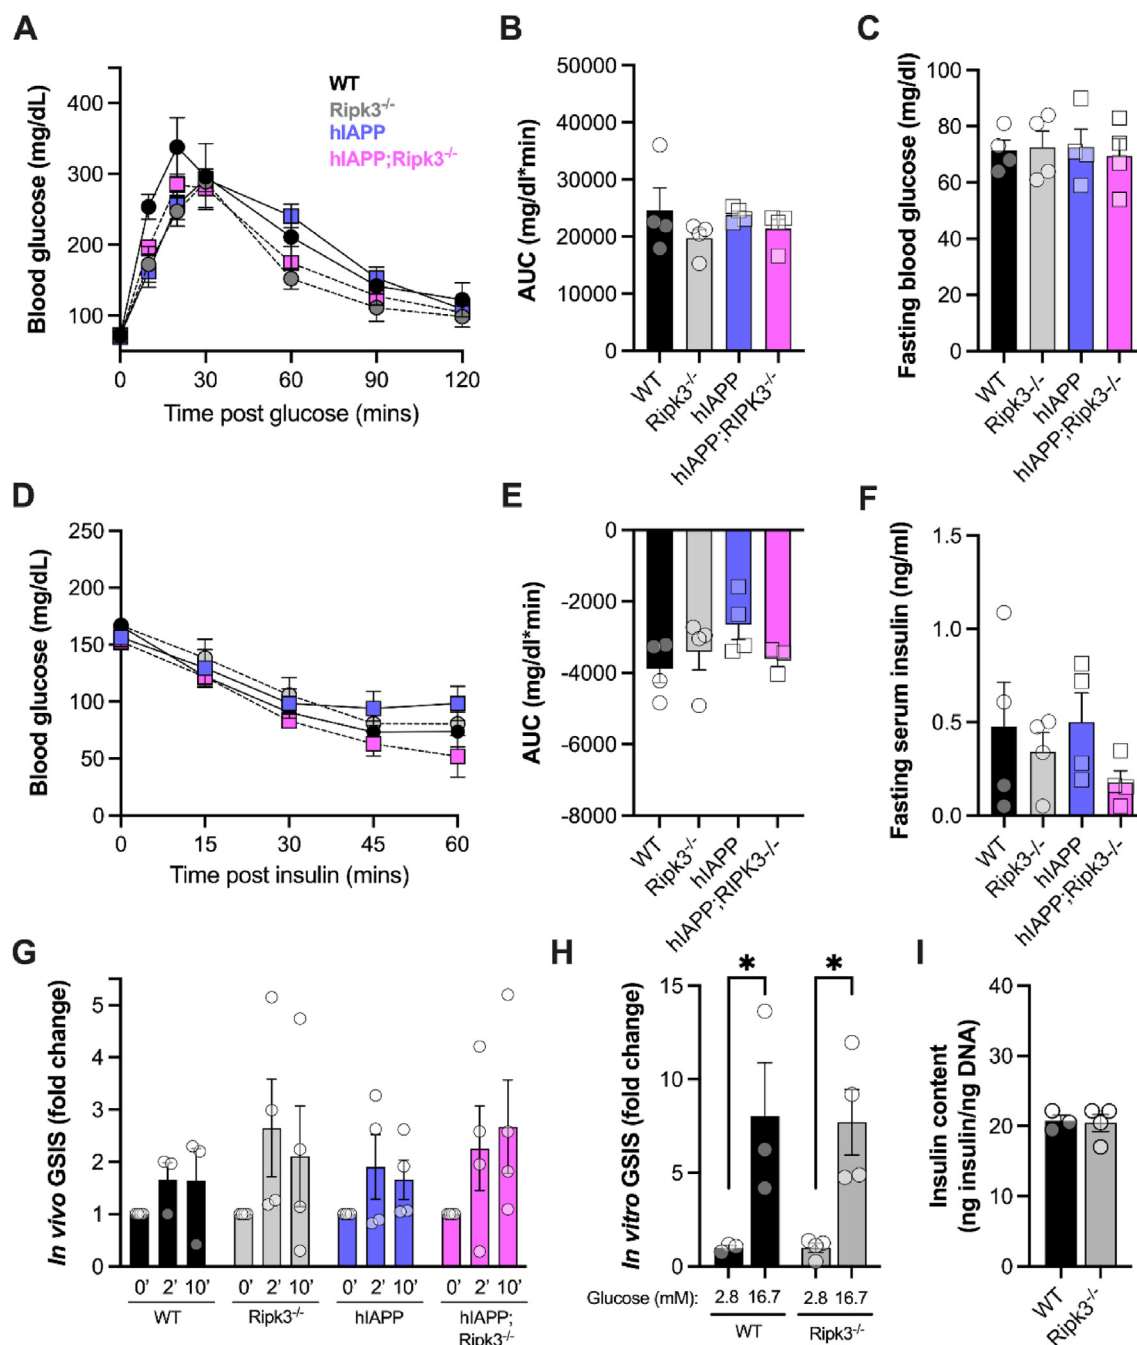 A
Blood glucose (mg/dL)
400
300
200
100
0
30
60
90
120
Time post glucose (mins)
WT
Ripk3-/-
hIAPP
hIAPP;Ripk3-/-
B
AUC (mg/dl*min)
50000
40000
30000
20000
10000
0
WT
Ripk3-/-
hIAPP
hIAPP;RIPK3-/-
C
Fasting blood glucose (mg/dl)
100
80
60
40
20
0
WT
Ripk3-/-
hIAPP
hIAPP;Ripk3-/-
D
Blood glucose (mg/dL)
250
200
150
100
50
0
0
15
30
45
60
Time post insulin (mins)
E
AUC (mg/dl*min)
0
-2000
-4000
-6000
-8000
WT
Ripk3-/-
hIAPP
hIAPP;RIPK3-/-
F
Fasting serum insulin (ng/ml)
1.5
1.0
0.5
0.0
WT
Ripk3-/-
hIAPP
hIAPP;Ripk3-/-
G
In vivo GSIS (fold change)
5
4
3
2
1
0
0' 2' 10'
0' 2' 10'
0' 2' 10'
0' 2' 10'
WT
Ripk3-/-
hIAPP
hIAPP;
Ripk3-/-
H
In vitro GSIS (fold change)
15
10
5
0
*
*
Glucose (mM): 2.8 16.7 2.8 16.7
WT
Ripk3-/-
I
Insulin content
(ng insulin/ng DNA)
40
30
20
10
0
WT
Ripk3-/-